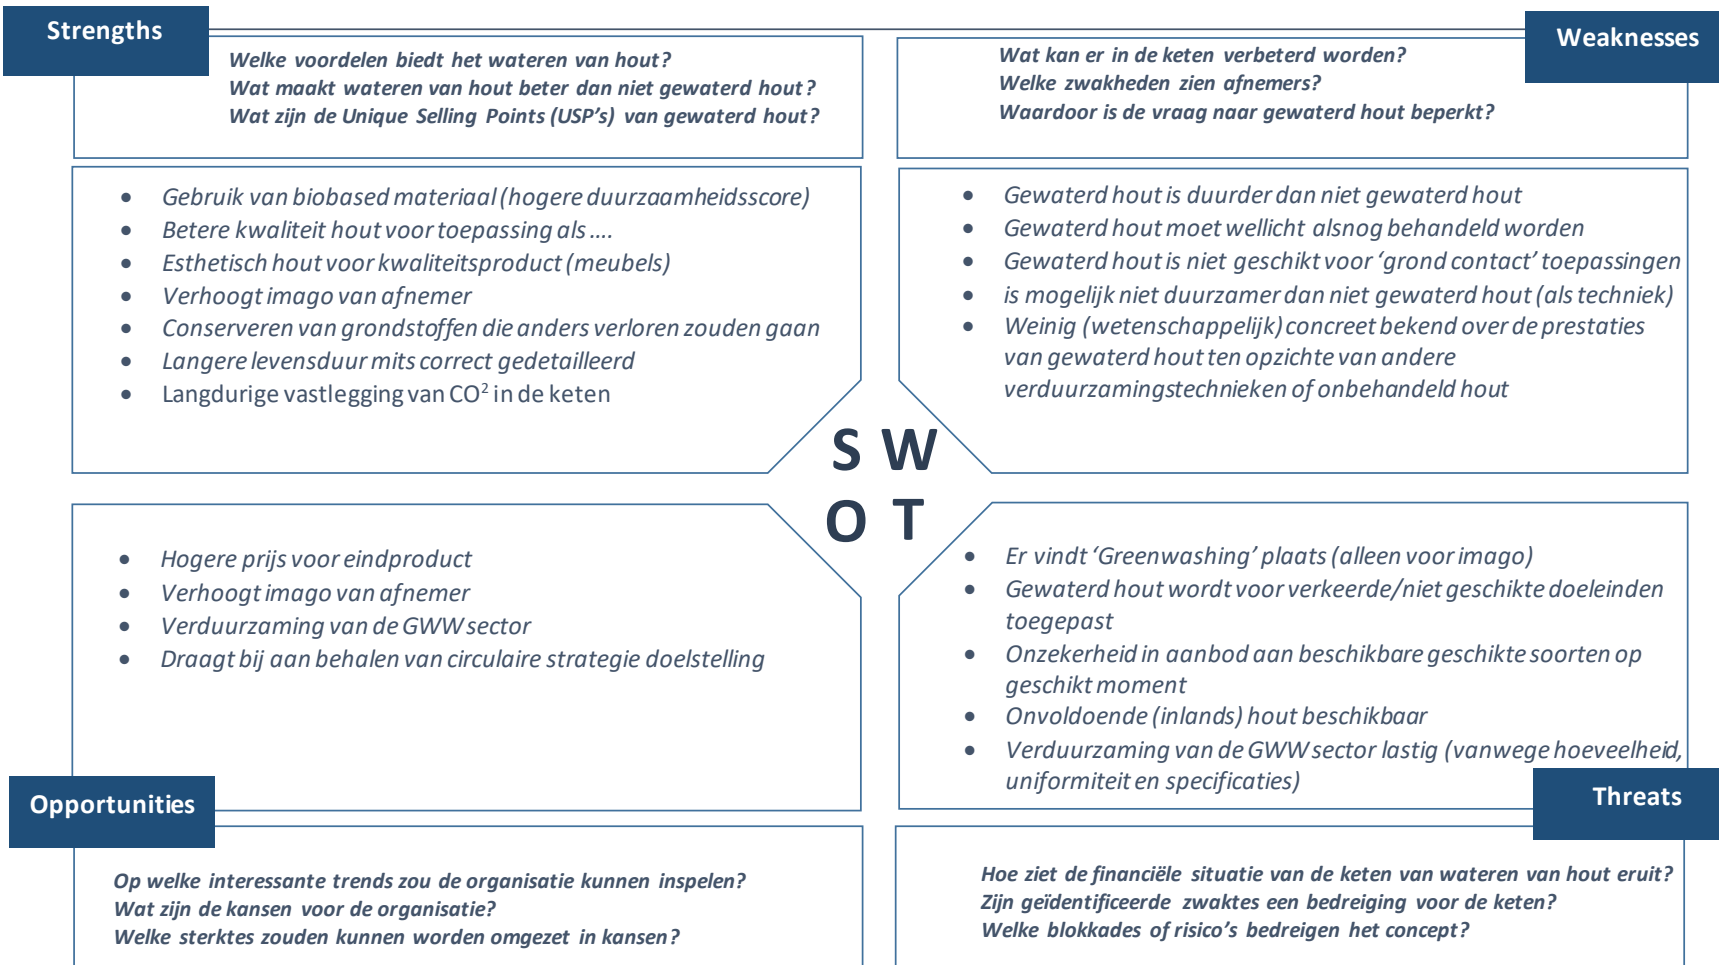 Strengths
Welke voordelen biedt het wateren van hout?
Wat maakt wateren van hout beter dan niet gewaterd hout?
Wat zijn de Unique Selling Points (USP's) van gewaterd hout?
Weaknesses
Wat kan er in de keten verbeterd worden?
Welke zwakheden zien afnemers?
Waardoor is de vraag naar gewaterd hout beperkt?
• Gebruik van biobased materiaal (hogere duurzaamheidsscore)
• Betere kwaliteit hout voor toepassing als ....
• Esthetisch hout voor kwaliteitsproduct (meubels)
• Verhoogt imago van afnemer
• Conserveren van grondstoffen die anders verloren zouden gaan
• Langere levensduur mits correct gedetailleerd
• Langdurige vastlegging van CO² in de keten
• Gewaterd hout is duurder dan niet gewaterd hout
• Gewaterd hout moet wellicht alsnog behandeld worden
• Gewaterd hout is niet geschikt voor 'grond contact' toepassingen
• is mogelijk niet duurzamer dan niet gewaterd hout (als techniek)
• Weinig (wetenschappelijk) concreet bekend over de prestaties
van gewaterd hout ten opzichte van andere
verduurzamingstechnieken of onbehandeld hout
S W
O T
• Hogere prijs voor eindproduct
• Verhoogt imago van afnemer
• Verduurzaming van de GWW sector
• Draagt bij aan behalen van circulaire strategie doelstelling
• Er vindt 'Greenwashing' plaats (alleen voor imago)
• Gewaterd hout wordt voor verkeerde/niet geschikte doeleinden
toegepast
• Onzekerheid in aanbod aan beschikbare geschikte soorten op
geschikt moment
• Onvoldoende (inlands) hout beschikbaar
• Verduurzaming van de GWW sector lastig (vanwege hoeveelheid,
uniformiteit en specificaties)
Opportunities
Op welke interessante trends zou de organisatie kunnen inspelen?
Wat zijn de kansen voor de organisatie?
Welke sterktes zouden kunnen worden omgezet in kansen?
Threats
Hoe ziet de financiële situatie van de keten van wateren van hout eruit?
Zijn geïdentificeerde zwaktes een bedreiging voor de keten?
Welke blokkades of risico's bedreigen het concept?